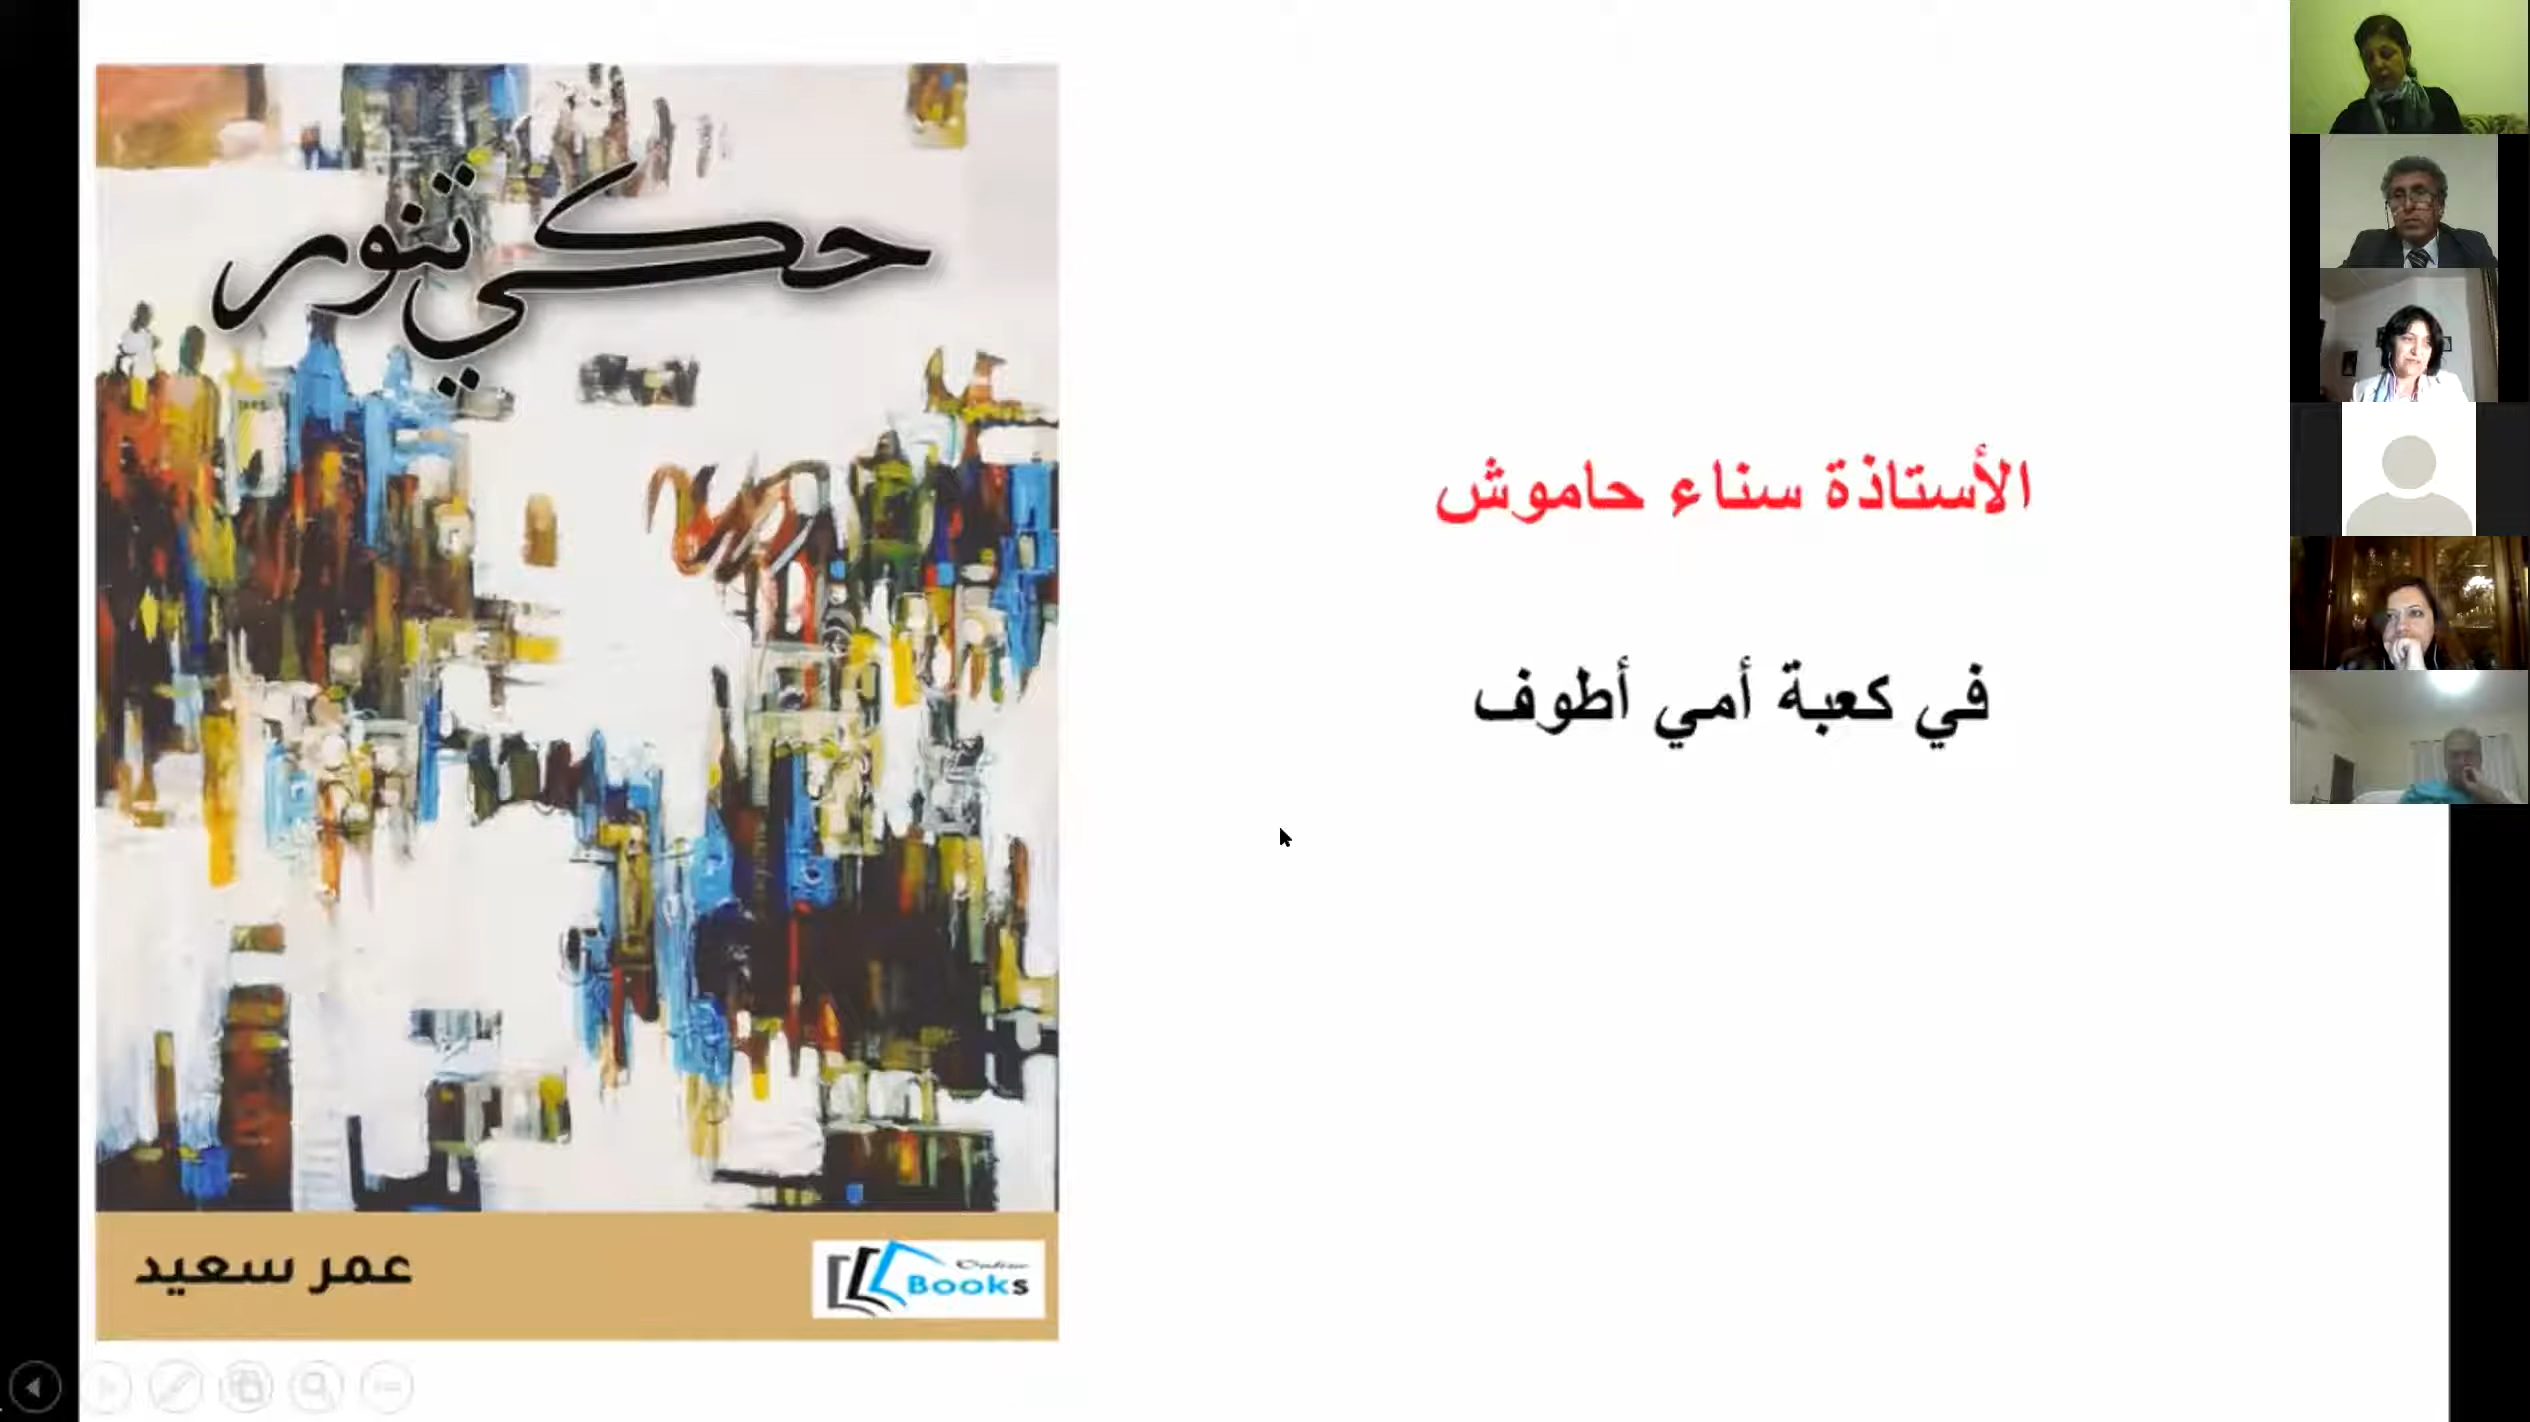 حكي تنور
الأستاذة سناء حاموش
في كعبة أمي أطوف
عمر سعيد
Online
Books